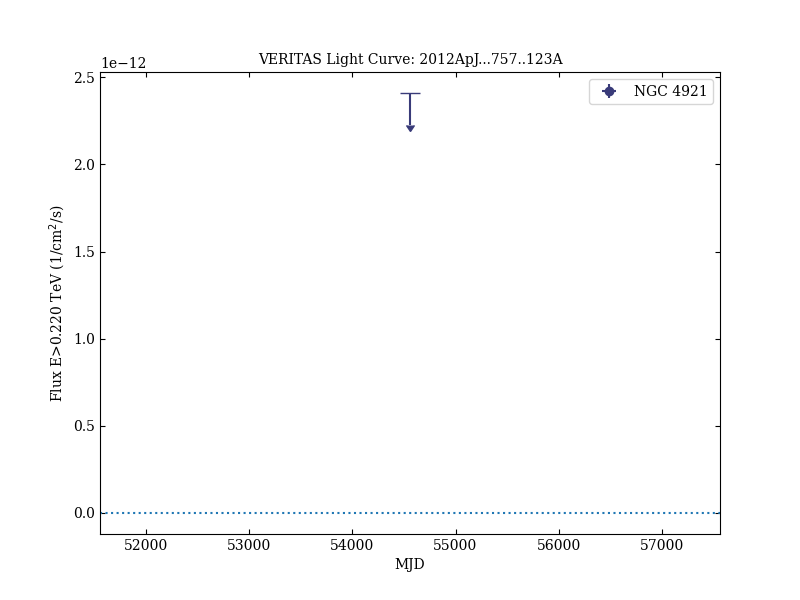 VERITAS Light Curve: 2012ApJ...757..123A
1e−12
NGC 4921
2.5
2.0
1.5
1.0
0.5
0.0
Flux E>0.220 TeV (1/cm²/s)
52000 53000 54000 55000 56000 57000
MJD